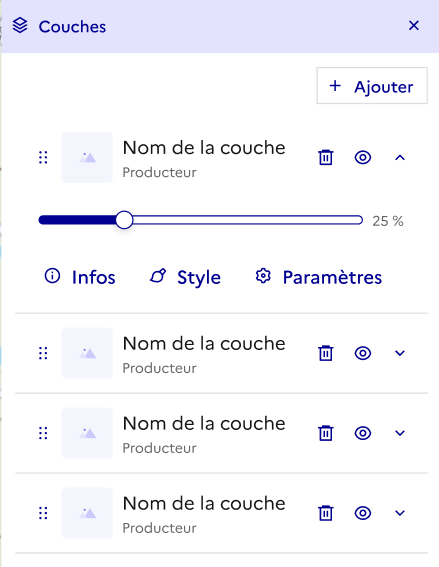 Couches
Ajouter
Nom de la couche
Producteur
25 %
Infos
Style
Paramètres
Nom de la couche
Producteur
Nom de la couche
Producteur
Nom de la couche
Producteur